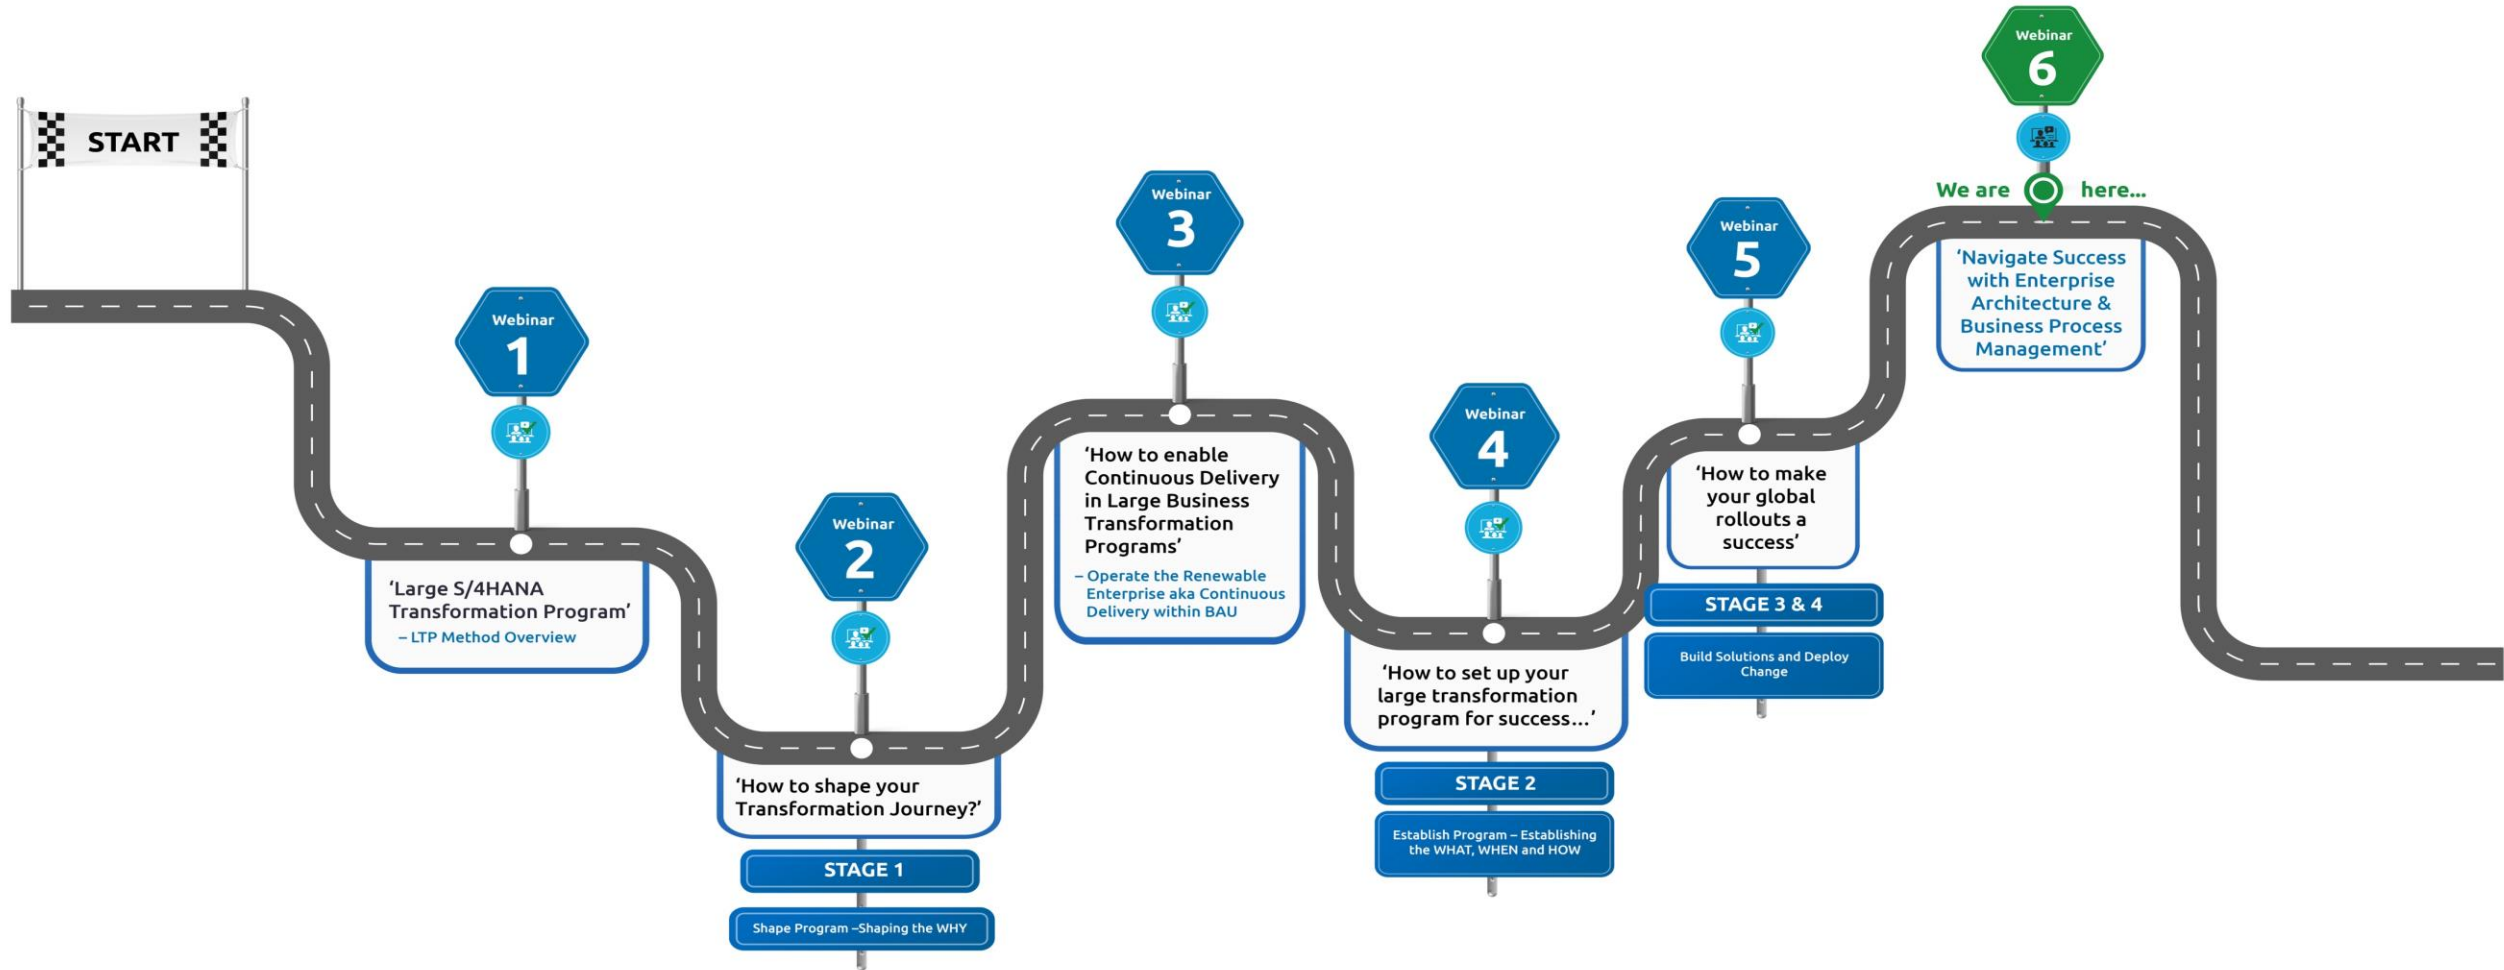 START
Webinar
1
'Large S/4HANA
Transformation Program'
– LTP Method Overview
Webinar
2
'How to shape your
Transformation Journey?'
STAGE 1
Shape Program –Shaping the WHY
Webinar
3
'How to enable
Continuous Delivery
in Large Business
Transformation
Programs'
– Operate the Renewable
Enterprise aka Continuous
Delivery within BAU
Webinar
4
'How to set up your
large transformation
program for success...'
STAGE 2
Establish Program – Establishing
the WHAT, WHEN and HOW
Webinar
5
'How to make
your global
rollouts a
success'
STAGE 3 & 4
Build Solutions and Deploy
Change
Webinar
6
We are here...
'Navigate Success
with Enterprise
Architecture &
Business Process
Management'